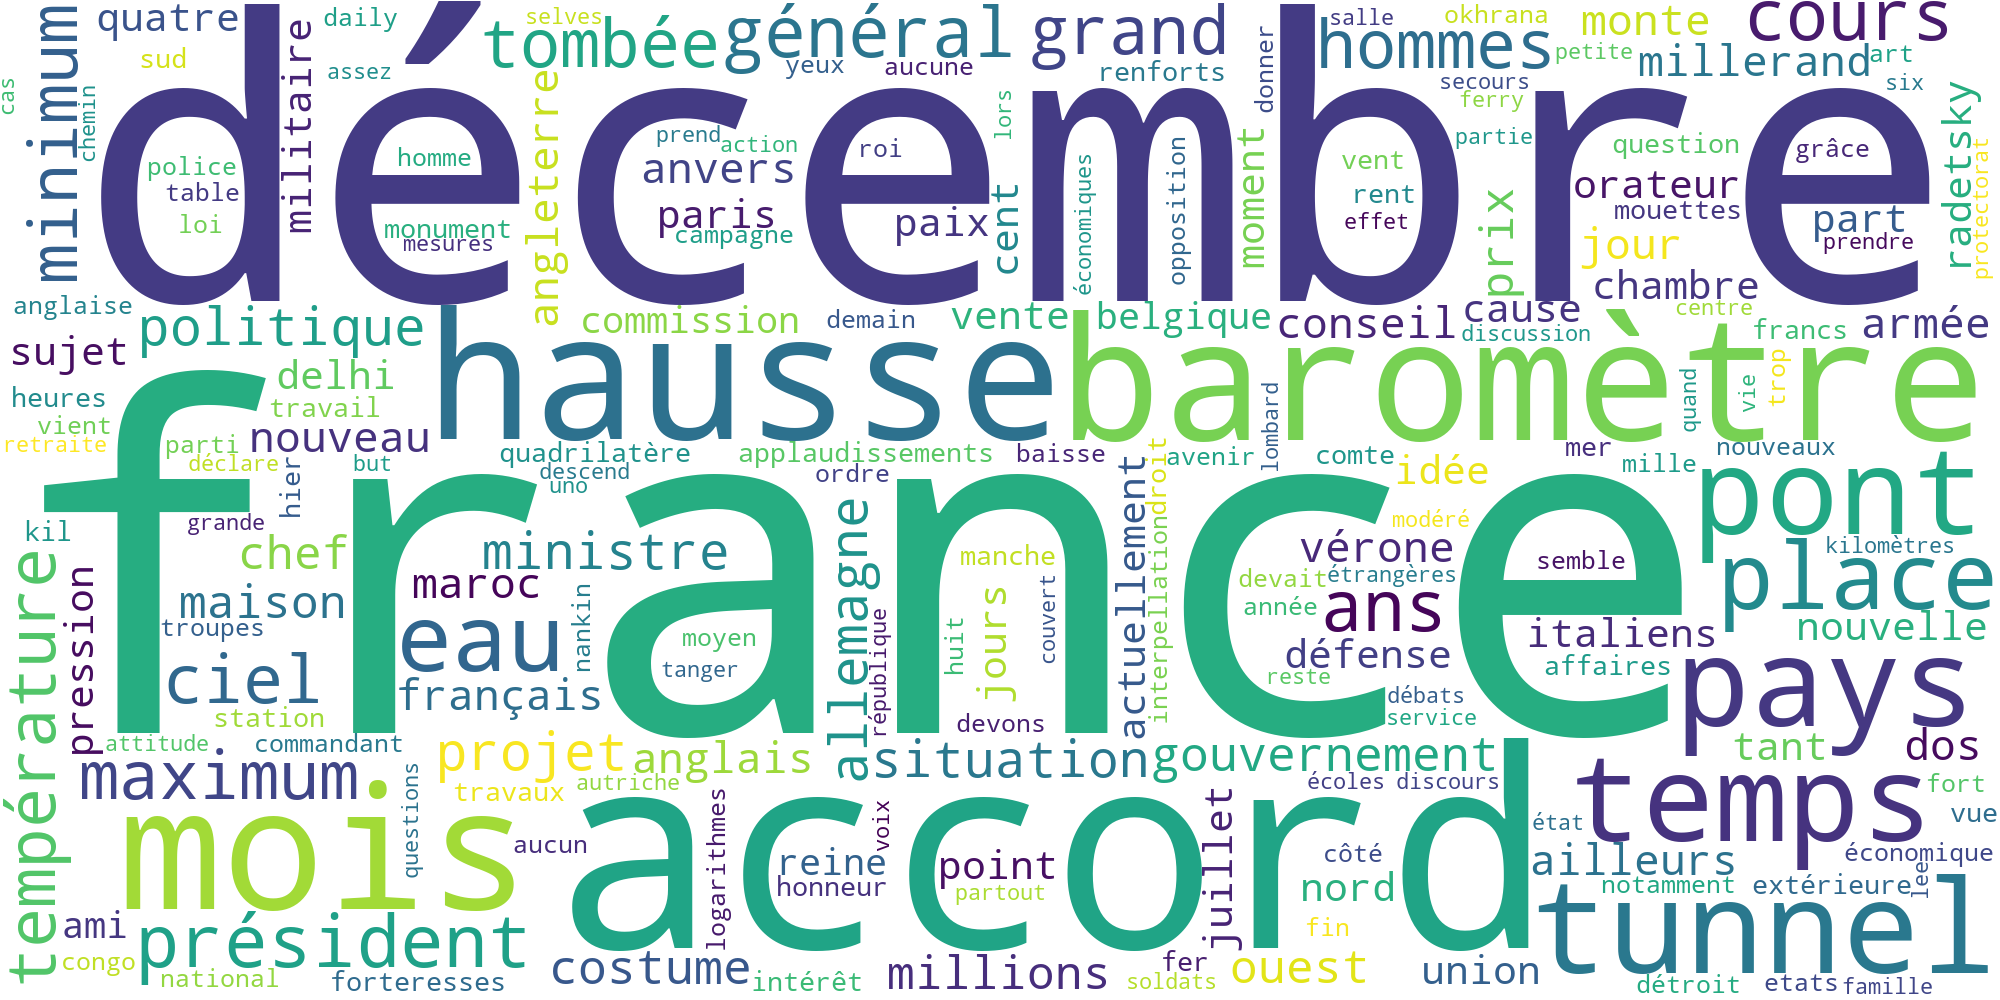 décembre
france
accord
hausse
baromètre
mois
tunnel
temps
pays
pont
place
eau
ciel
président
maximum
minimum
température
ans
général
grand
hommes
cours
tombée
quatre
militaire
daily
sud
assez
selves
yeux
aucune
renforts
donner
salle
okhrana
monte
petite
millerand
art
six
secours
ferry
partie
question
grâce
radetsky
protectorat
cas
chemin
police
table
loi
homme
monument
mesures
angleterre
prend
action
anvers
paris
campagne
roi
paix
lors
cent
économiques
opposition
moment
vent
rent
effet
prix
orateur
mouettes
jour
part
prendre
chambre
anglaise
politique
commission
demain
vente
belgique
conseil
cause
discussion
centre
francs
armée
sujet
delhi
heures
travail
vient
retraite
parti
nouveau
déclare
hier
but
grande
quadrilatère
descend
uno
applaudissements
ordre
baisse
avenir
lombard
comte
idée
mer
mille
quand
vie
trop
nouveaux
modéré
kil
chef
ministre
maroc
maison
troupes
pression
nankin
français
station
allemagne
moyen
tanger
république
manche
huit
jours
couvert
devons
actuellement
interpellation
droit
vérone
devait
étrangères
année
défense
reste
débats
service
semble
kilomètres
italiens
nouvelle
affaires
attitude
commandant
projet
anglais
autriche
travaux
questions
situation
gouvernement
écoles
discours
tant
dos
fort
vue
état
ailleurs
économique
aucun
logarithmes
voix
reine
honneur
point
partout
juillet
côté
nord
fin
notamment
extérieure
lee
ami
congo
national
forteresses
costume
intérêt
millions
fer
soldats
ouest
union
détroit
etats
famille